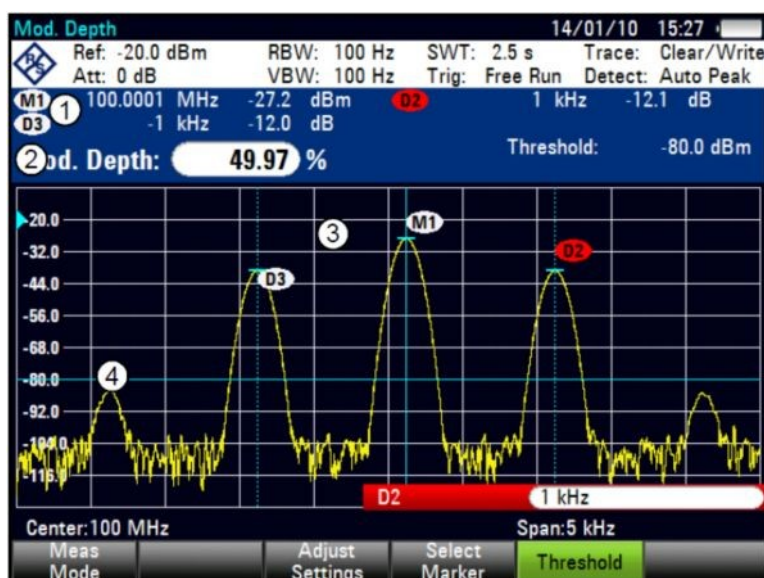 Mod. Depth 14/01/10 15:27
Ref: -20.0 dBm RBW: 100 Hz SWT: 2.5 s Trace: Clear/Write
Att: 0 dB VBW: 100 Hz Trig: Free Run Detect: Auto Peak
M1 1 100.0001 MHz -27.2 dBm D2 1 kHz -12.1 dB
D3 -1 kHz -12.0 dB
2 od. Depth: 49.97 % Threshold: -80.0 dBm
-20.0
3 M1
-32.0 D2
-44.0 D3
-56.0
-68.0
4
-80.0
-92.0
-104.0
-116.0
D2 1 kHz
Center:100 MHz Span:5 kHz
Meas Mode Adjust Settings Select Marker Threshold